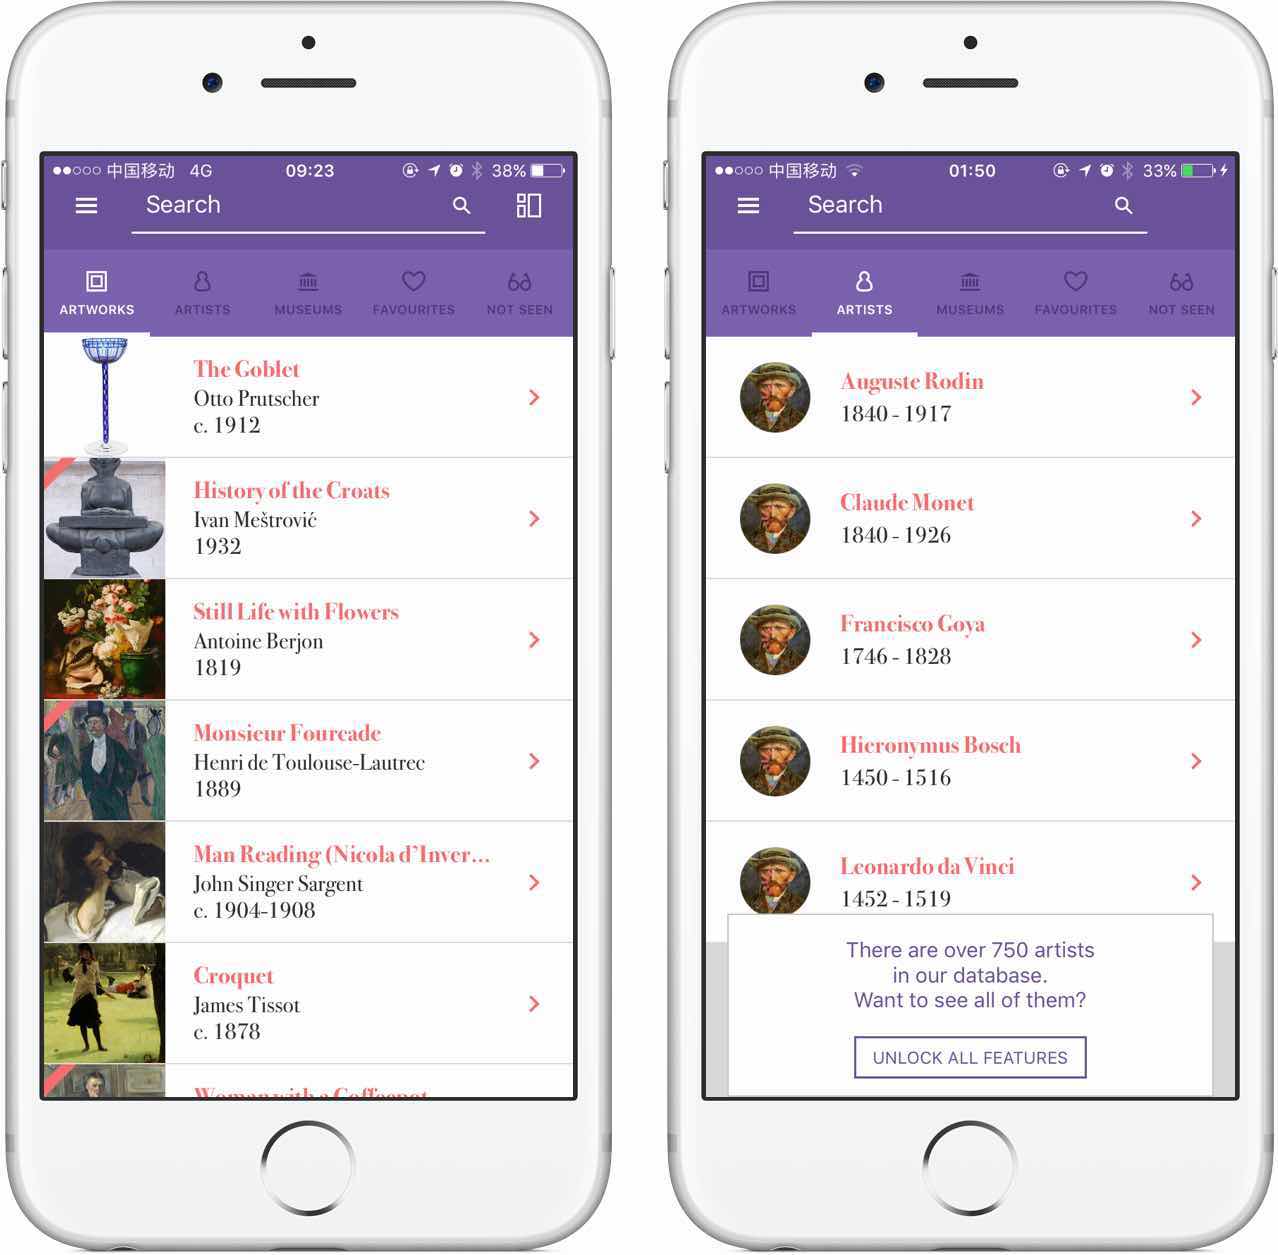 中国移动 4G 09:23 38%
Search
ARTWORKS ARTISTS MUSEUMS FAVOURITES NOT SEEN
The Goblet
Otto Prutscher
c. 1912
History of the Croats
Ivan Meštrović
1932
Still Life with Flowers
Antoine Berjon
1819
Monsieur Fourcade
Henri de Toulouse-Lautrec
1889
Man Reading (Nicola d’Inver...
John Singer Sargent
c. 1904-1908
Croquet
James Tissot
c. 1878
Woman with a Coffeepot
中国移动 01:50 33%
Search
ARTWORKS ARTISTS MUSEUMS FAVOURITES NOT SEEN
Auguste Rodin
1840 - 1917
Claude Monet
1840 - 1926
Francisco Goya
1746 - 1828
Hieronymus Bosch
1450 - 1516
Leonardo da Vinci
1452 - 1519
There are over 750 artists
in our database.
Want to see all of them?
UNLOCK ALL FEATURES